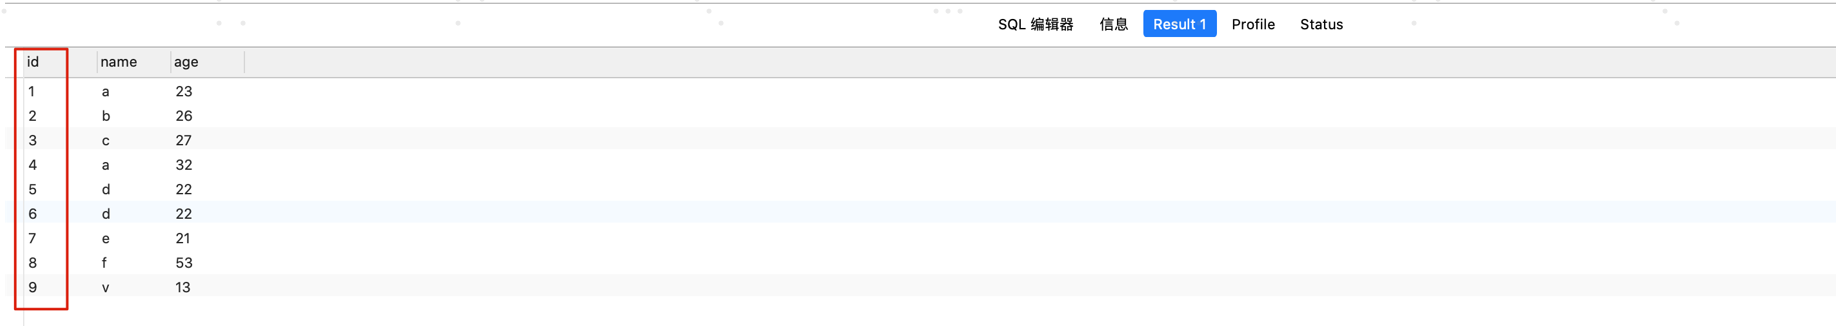 SQL 编辑器 信息 Result 1 Profile Status
id name age
1 a 23
2 b 26
3 c 27
4 a 32
5 d 22
6 d 22
7 e 21
8 f 53
9 v 13